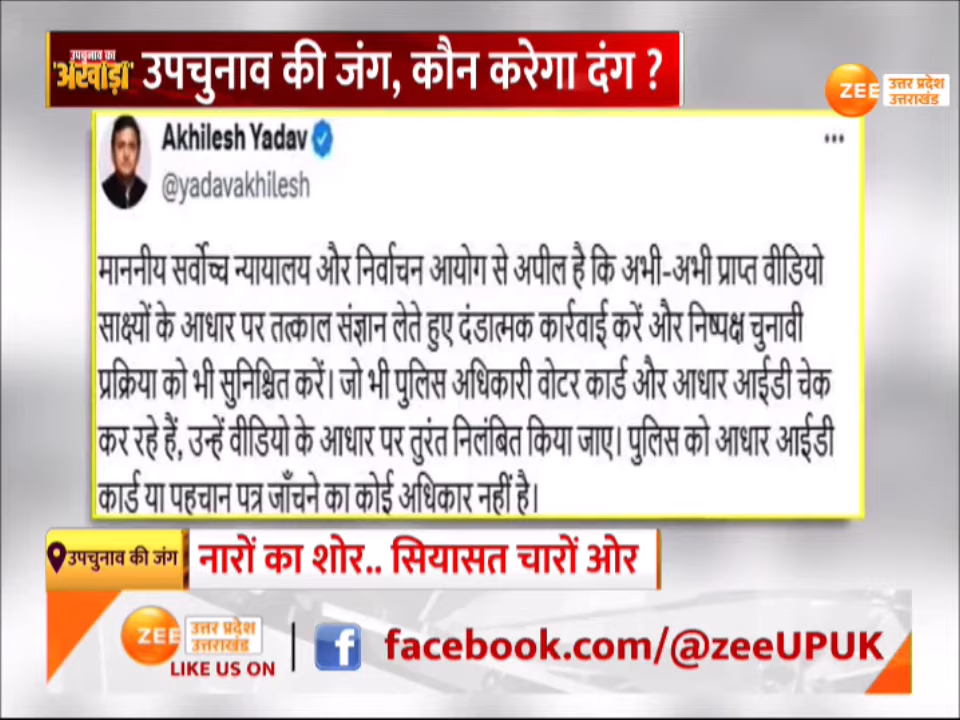 उपचुनाव का
'अखाड़ा'
उपचुनाव की जंग, कौन करेगा दंग ?
ZEE उत्तर प्रदेश
उत्तराखंड
Akhilesh Yadav
@yadavakhilesh
माननीय सर्वोच्च न्यायालय और निर्वाचन आयोग से अपील है कि अभी-अभी प्राप्त वीडियो
साक्ष्यों के आधार पर तत्काल संज्ञान लेते हुए दंडात्मक कार्रवाई करें और निष्पक्ष चुनावी
प्रक्रिया को भी सुनिश्चित करें। जो भी पुलिस अधिकारी वोटर कार्ड और आधार आईडी चेक
कर रहे हैं, उन्हें वीडियो के आधार पर तुरंत निलंबित किया जाए। पुलिस को आधार आईडी
कार्ड या पहचान पत्र जाँचने का कोई अधिकार नहीं है।
उपचुनाव की जंग
नारों का शोर.. सियासत चारों ओर
ZEE उत्तर प्रदेश
उत्तराखंड
LIKE US ON
f facebook.com/@zeeUPUK